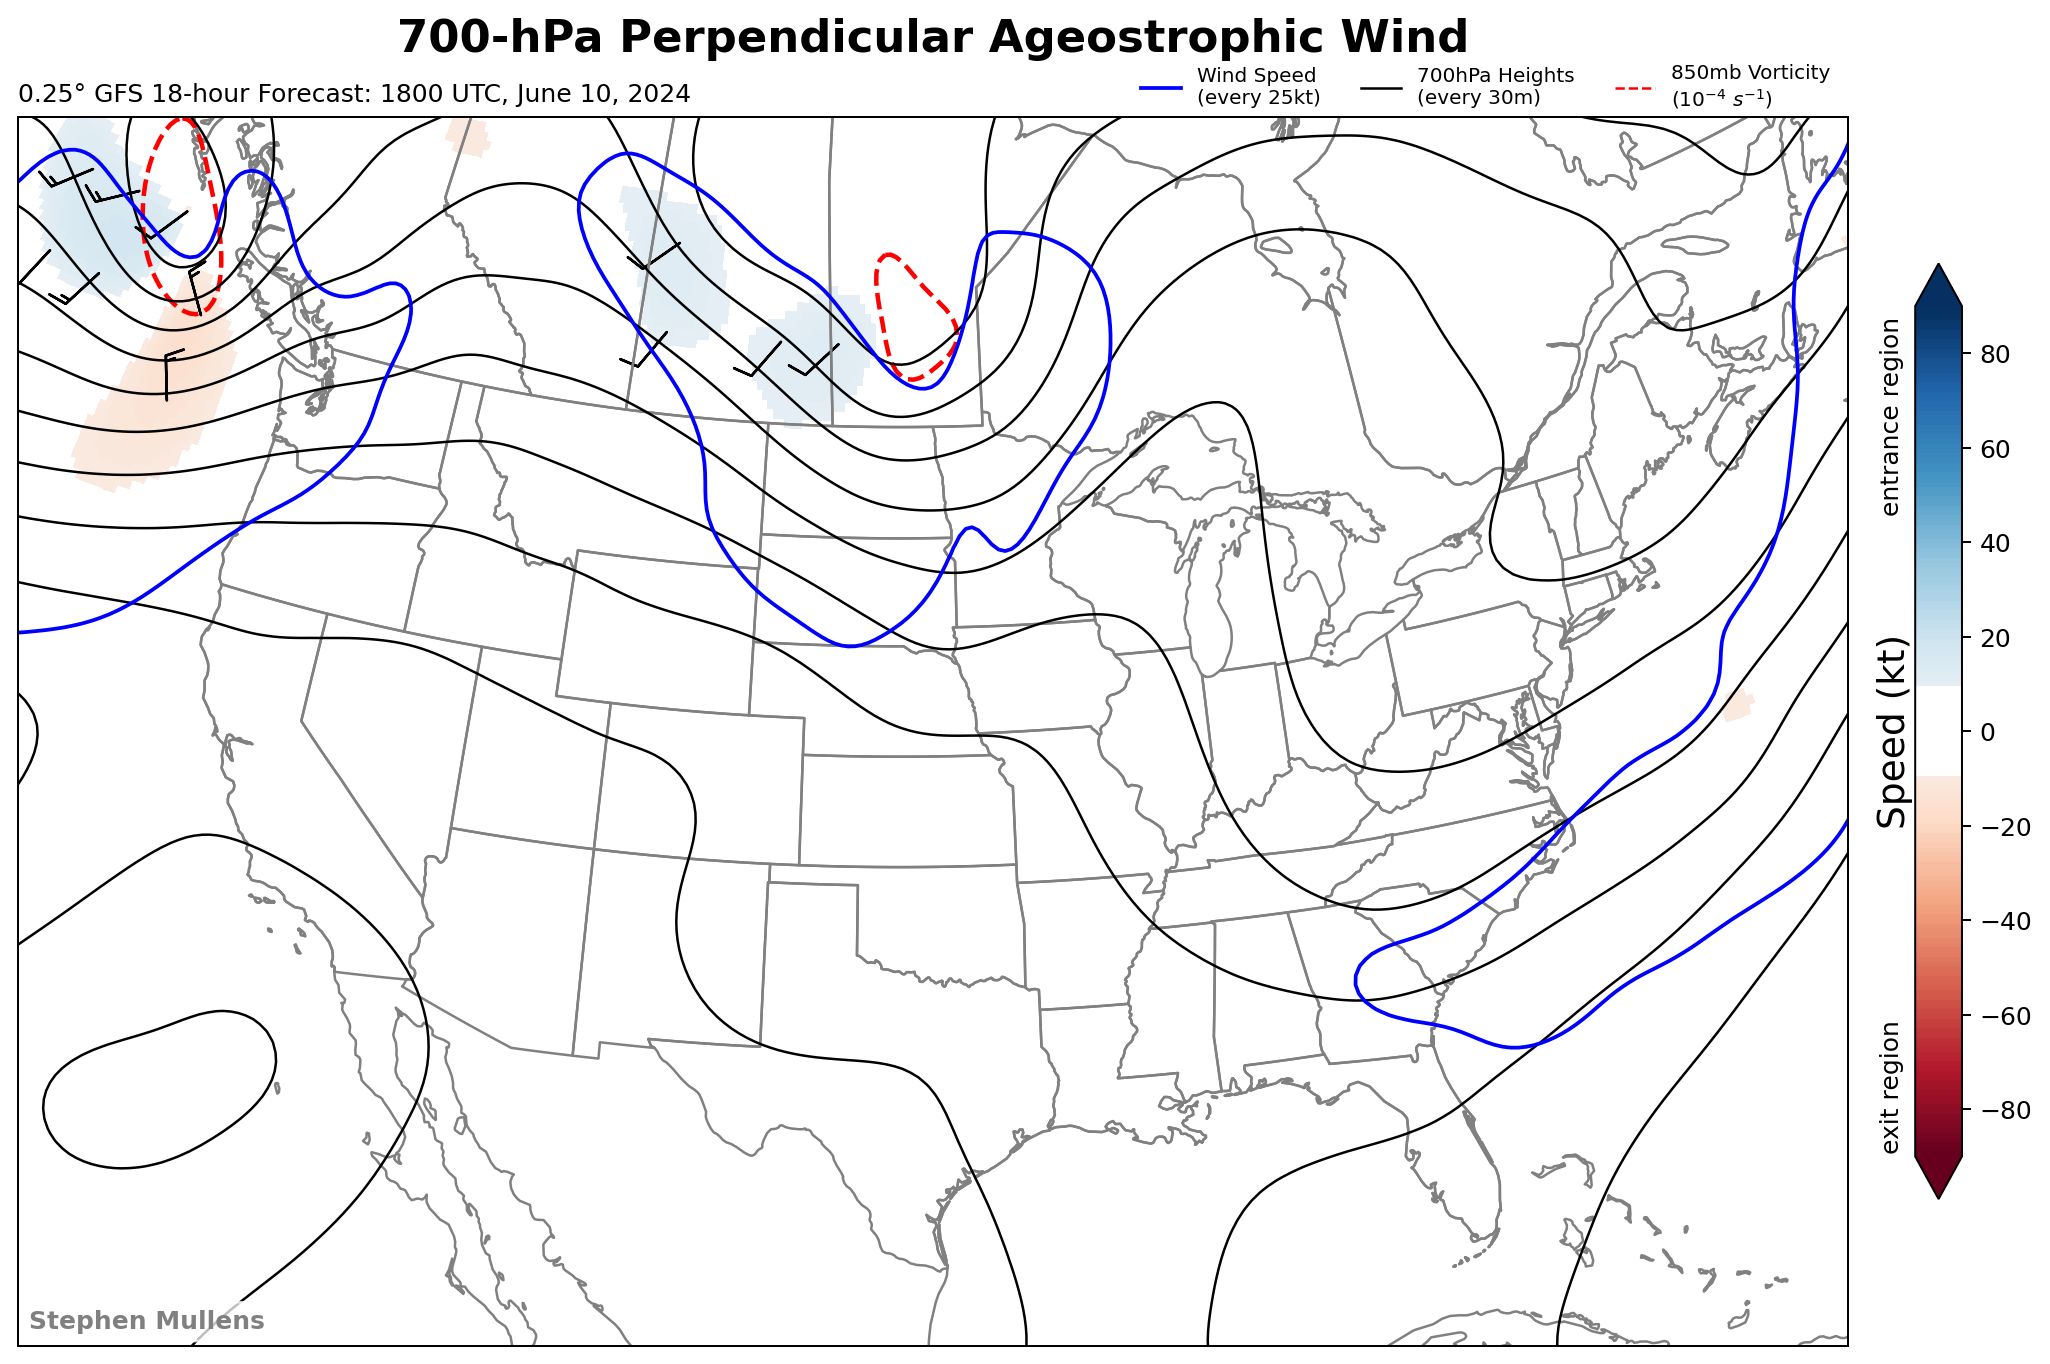 700-hPa Perpendicular Ageostrophic Wind
0.25° GFS 18-hour Forecast: 1800 UTC, June 10, 2024
Wind Speed
(every 25kt)
700hPa Heights
(every 30m)
850mb Vorticity
(10⁻⁴ s⁻¹)
entrance region
Speed (kt)
exit region
80
60
40
20
0
−20
−40
−60
−80
Stephen Mullens